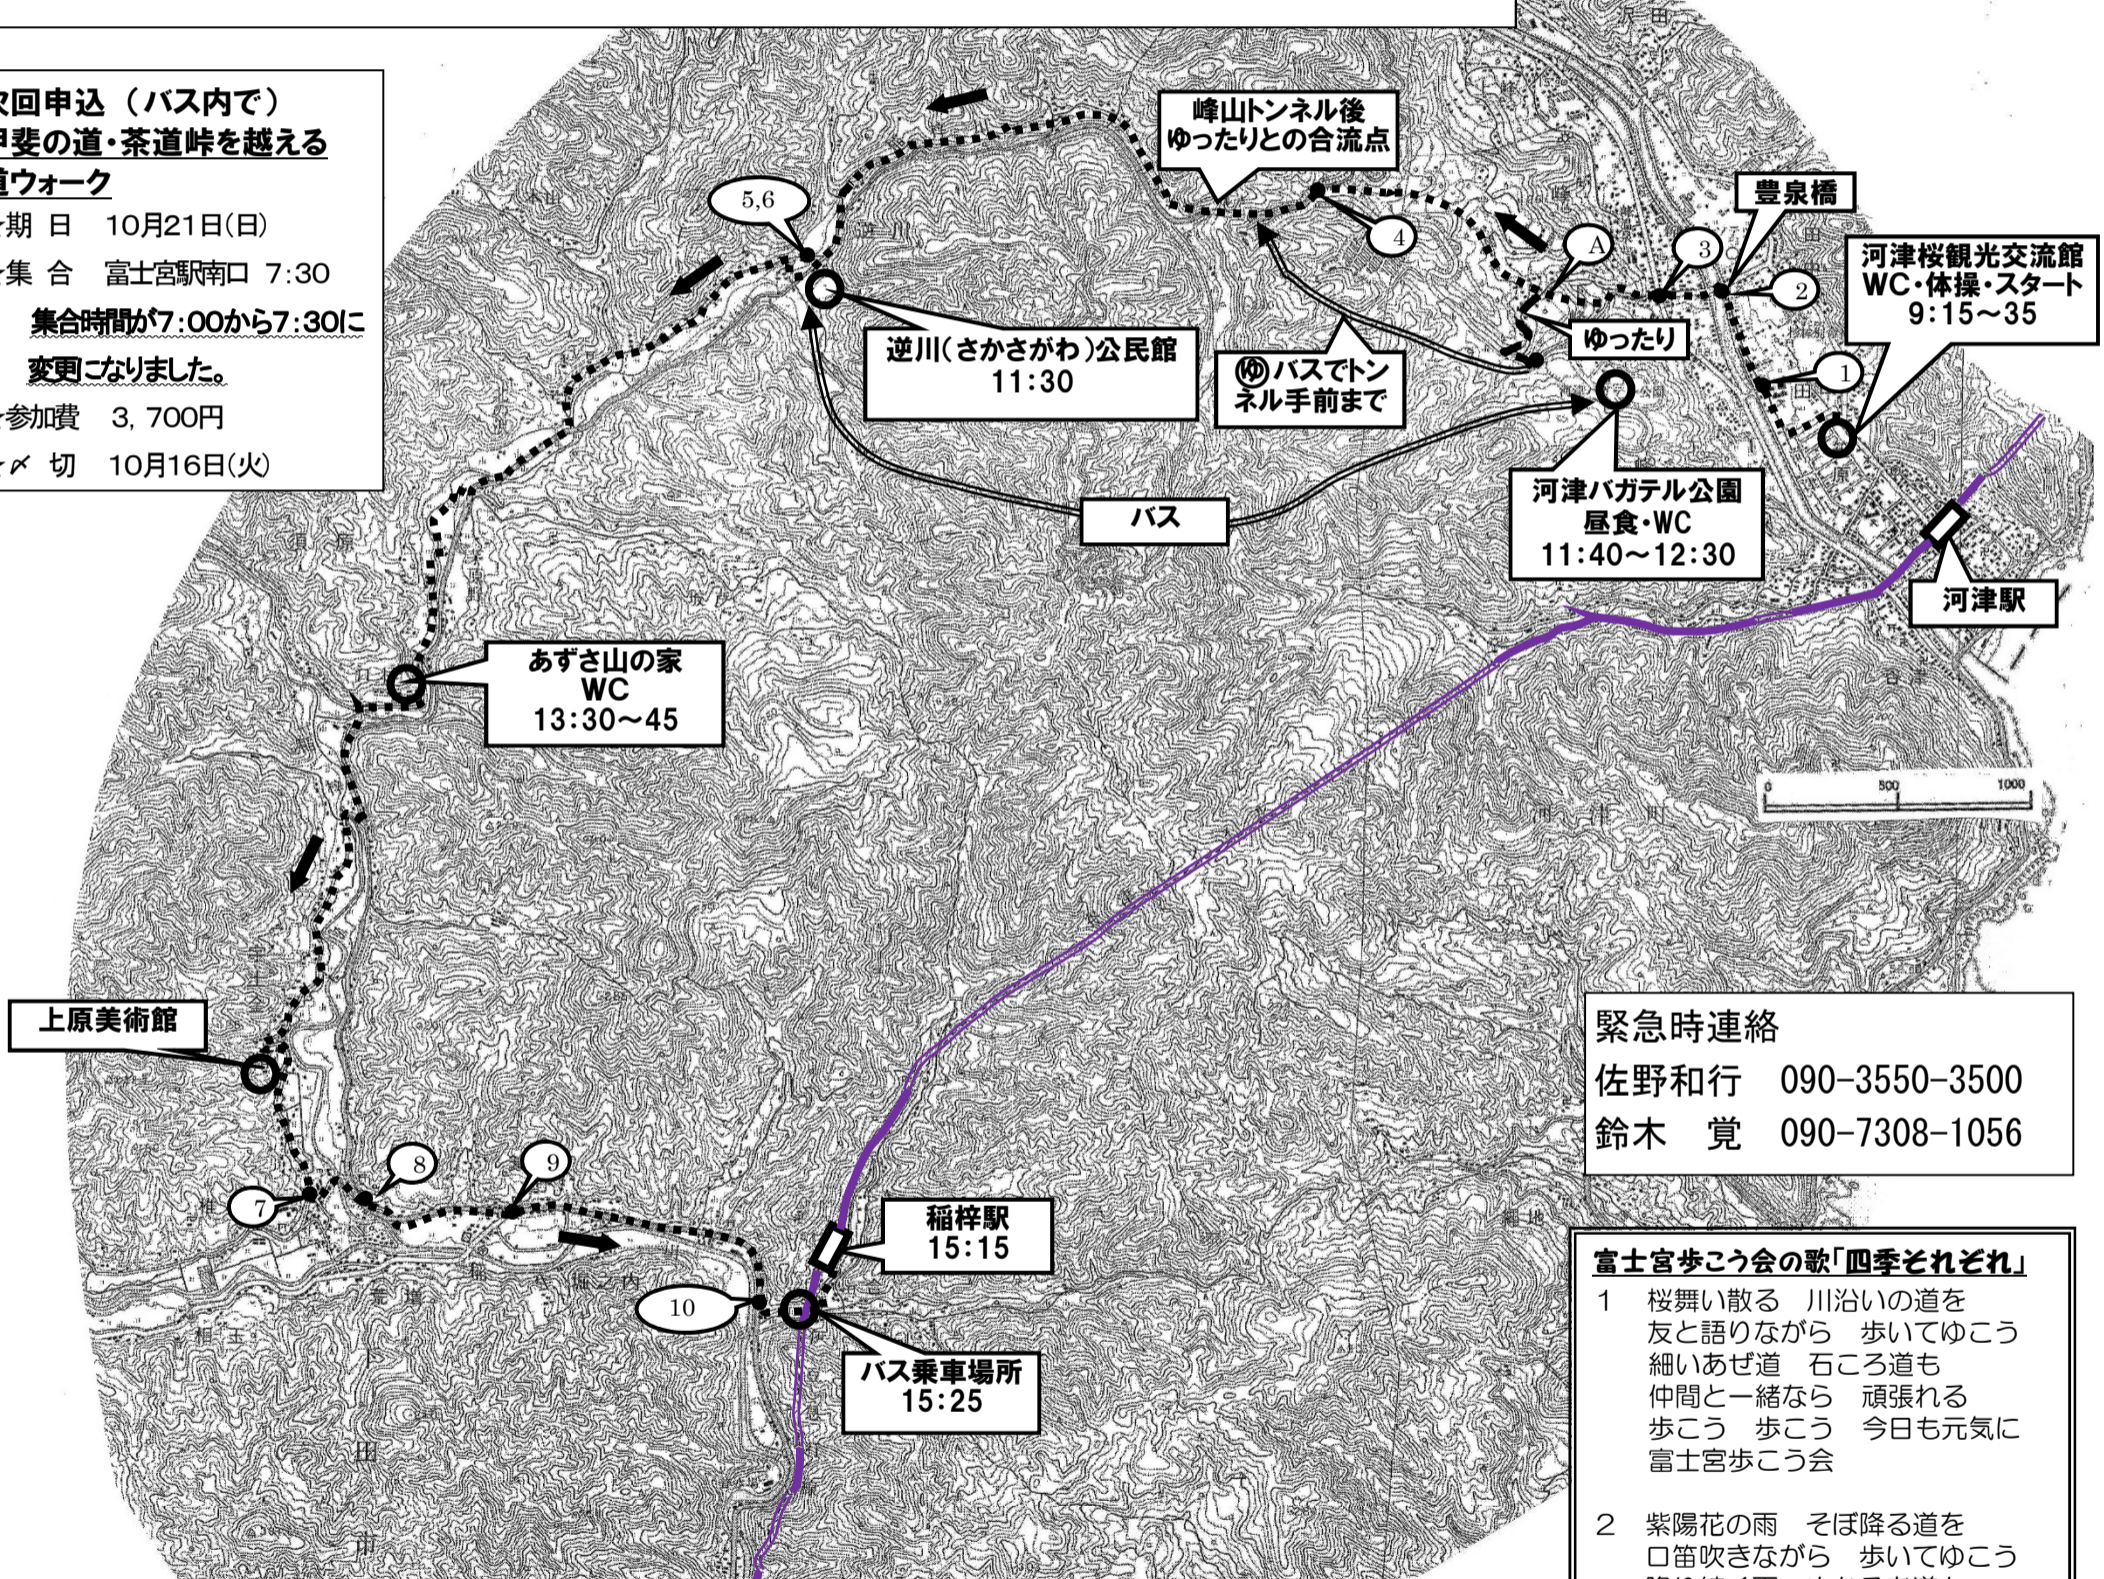 次回申込（バス内で）
甲斐の道・茶道峠を越える
道ウォーク
期 日 10月21日(日)
集 合 富士宮駅南口 7:30
集合時間が7:00から7:30に
変更になりました。
参加費 3,700円
〆 切 10月16日(火)
峰山トンネル後
ゆったりとの合流点
5,6
4
A
3
豊泉橋
2
河津桜観光交流館
WC・体操・スタート
9:15～35
1
ゆったり
逆川(さかさがわ)公民館
11:30
㋴バスでトン
ネル手前まで
バス
河津バガテル公園
昼食・WC
11:40～12:30
河津駅
あずさ山の家
WC
13:30～45
0 500 1000
河津町
上原美術館
緊急時連絡
佐野和行 090-3550-3500
鈴木 覚 090-7308-1056
7
8
9
10
稲梓駅
15:15
バス乗車場所
15:25
下田市
富士宮歩こう会の歌「四季それぞれ」
1 桜舞い散る 川沿いの道を
友と語りながら 歩いてゆこう
細いあぜ道 石ころ道も
仲間と一緒なら 頑張れる
歩こう 歩こう 今日も元気に
富士宮歩こう会
2 紫陽花の雨 そぼ降る道を
口笛吹きながら 歩いてゆこう